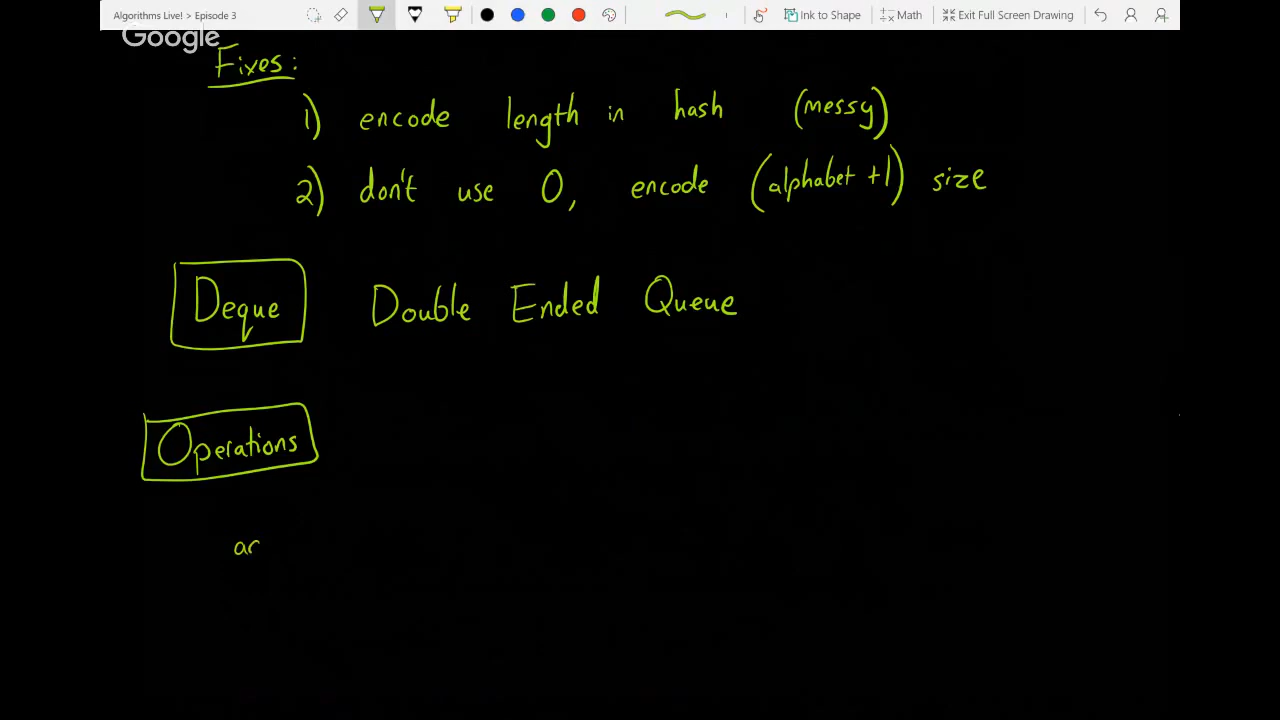 Algorithms Live! > Episode 3
Ink to Shape
Math
Exit Full Screen Drawing
Google
Fixes:
1) encode length in hash (messy)
2) don't use 0, encode (alphabet +1) size
Deque Double Ended Queue
Operations
ar